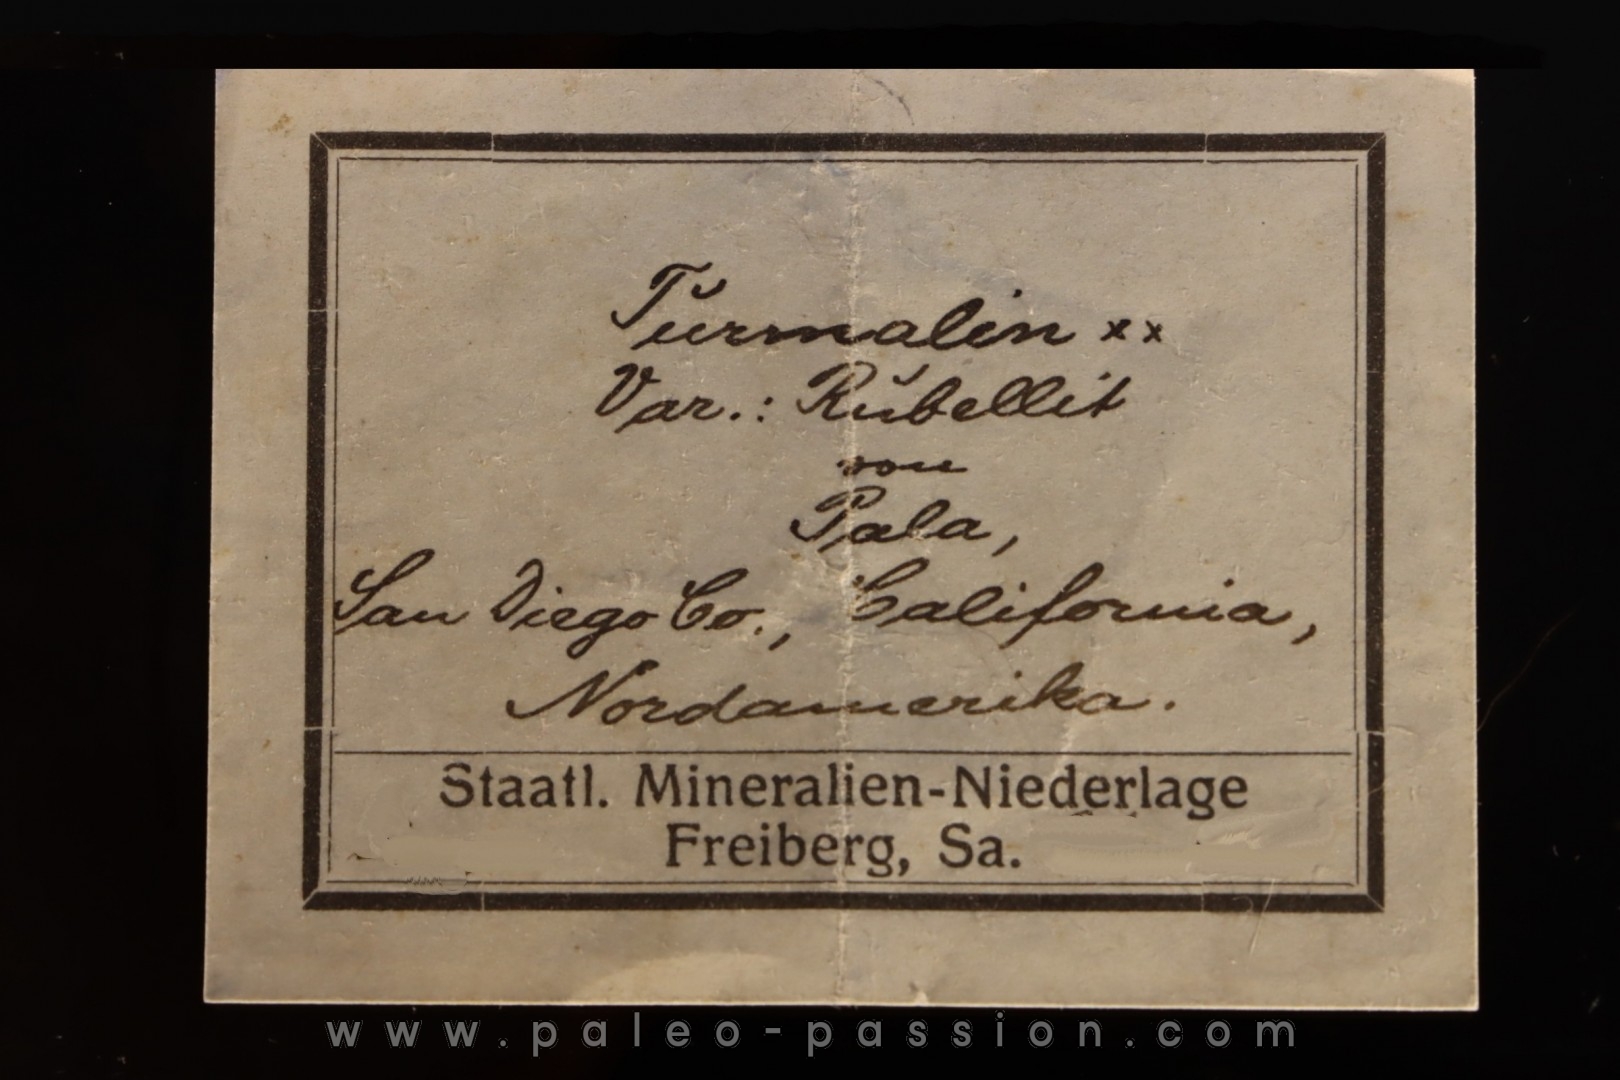 Turmalin xx
Var.: Rubellit
von
Pala,
San Diego Co., California,
Nordamerika.
Staatl. Mineralien-Niederlage
Freiberg, Sa.
www.paleo-passion.com